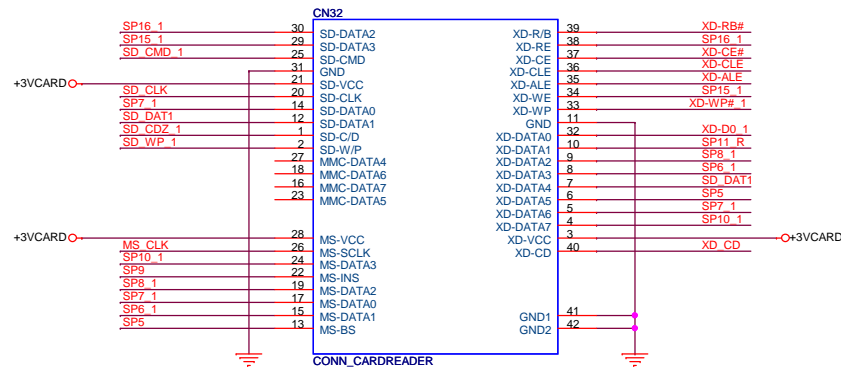 CN32
SP16_1 30 SD-DATA2 XD-R/B 39 XD-RB#
SP15_1 29 SD-DATA3 XD-RE 38 SP16_1
SD_CMD_1 25 SD-CMD XD-CE 37 XD-CE#
31 GND XD-CLE 36 XD-CLE
+3VCARD 21 SD-VCC XD-ALE 35 XD-ALE
SD_CLK 20 SD-CLK XD-WE 34 SP15_1
SP7_1 14 SD-DATA0 XD-WP 33 XD-WP#_1
SD_DAT1 12 SD-DATA1 GND 11
SD_CDZ_1 1 SD-C/D XD-DATA0 32 XD-D0_1
SD_WP_1 2 SD-W/P XD-DATA1 10 SP11_R
27 MMC-DATA4 XD-DATA2 9 SP8_1
18 MMC-DATA6 XD-DATA3 8 SP6_1
16 MMC-DATA7 XD-DATA4 7 SD_DAT1
23 MMC-DATA5 XD-DATA5 6 SP5
XD-DATA6 5 SP7_1
XD-DATA7 4 SP10_1
+3VCARD 28 MS-VCC XD-VCC 3 +3VCARD
MS_CLK 26 MS-SCLK XD-CD 40 XD_CD
SP10_1 24 MS-DATA3
SP9 22 MS-INS
SP8_1 19 MS-DATA2
SP7_1 17 MS-DATA0
SP6_1 15 MS-DATA1 GND1 41
SP5 13 MS-BS GND2 42
CONN_CARDREADER